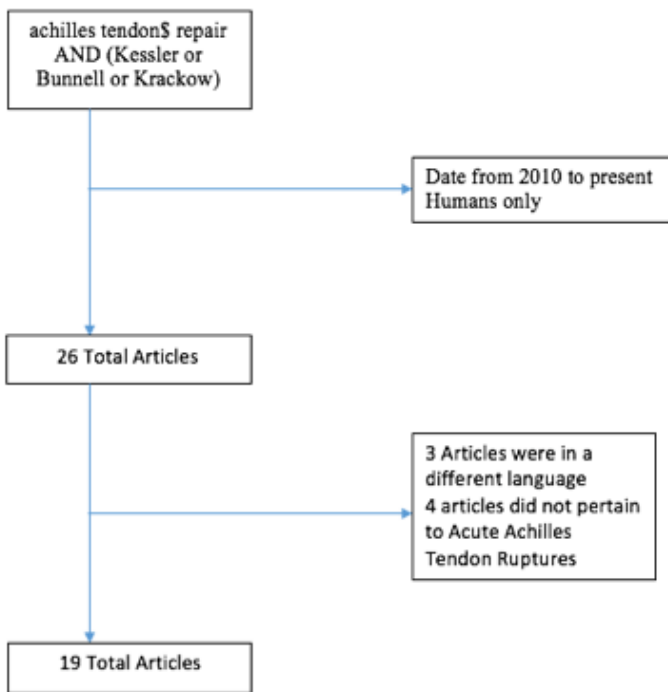 achilles tendon$ repair
AND (Kessler or
Bunnell or Krackow)
Date from 2010 to present
Humans only
26 Total Articles
3 Articles were in a
different language
4 articles did not pertain
to Acute Achilles
Tendon Ruptures
19 Total Articles